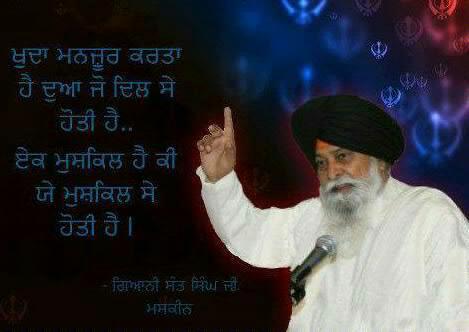 ਖੁਦਾ ਮਨਜ਼ੂਰ ਕਰਤਾ
ਹੈ ਦੁਆ ਜੋ ਦਿਲ ਸੇ
ਹੋਤੀ ਹੈ..
ਏਕ ਮੁਸ਼ਕਿਲ ਹੈ ਕੀ
ਯੇ ਮੁਸ਼ਕਿਲ ਸੇ
ਹੋਤੀ ਹੈ।
- ਗਿਆਨੀ ਸੰਤ ਸਿੰਘ ਜੀ
ਮਸਕੀਨ